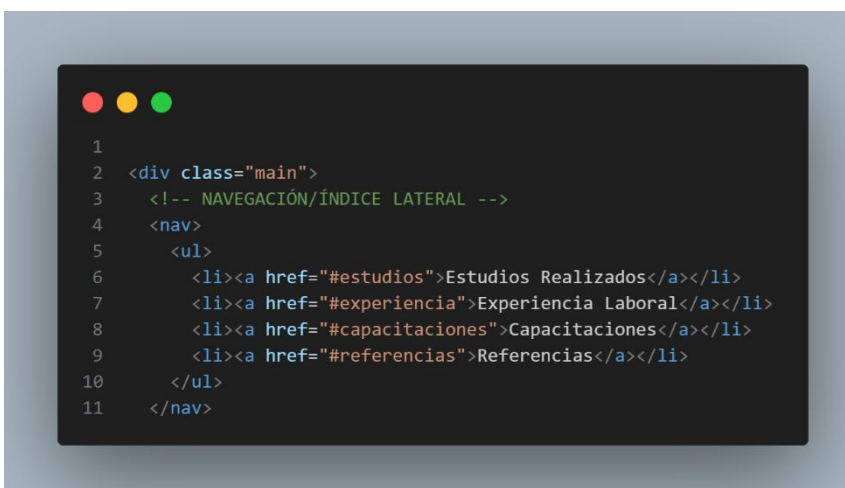 1
2 <div class="main">
3 <!-- NAVEGACIÓN/ÍNDICE LATERAL -->
4 <nav>
5 <ul>
6 <li><a href="#estudios">Estudios Realizados</a></li>
7 <li><a href="#experiencia">Experiencia Laboral</a></li>
8 <li><a href="#capacitaciones">Capacitaciones</a></li>
9 <li><a href="#referencias">Referencias</a></li>
10 </ul>
11 </nav>